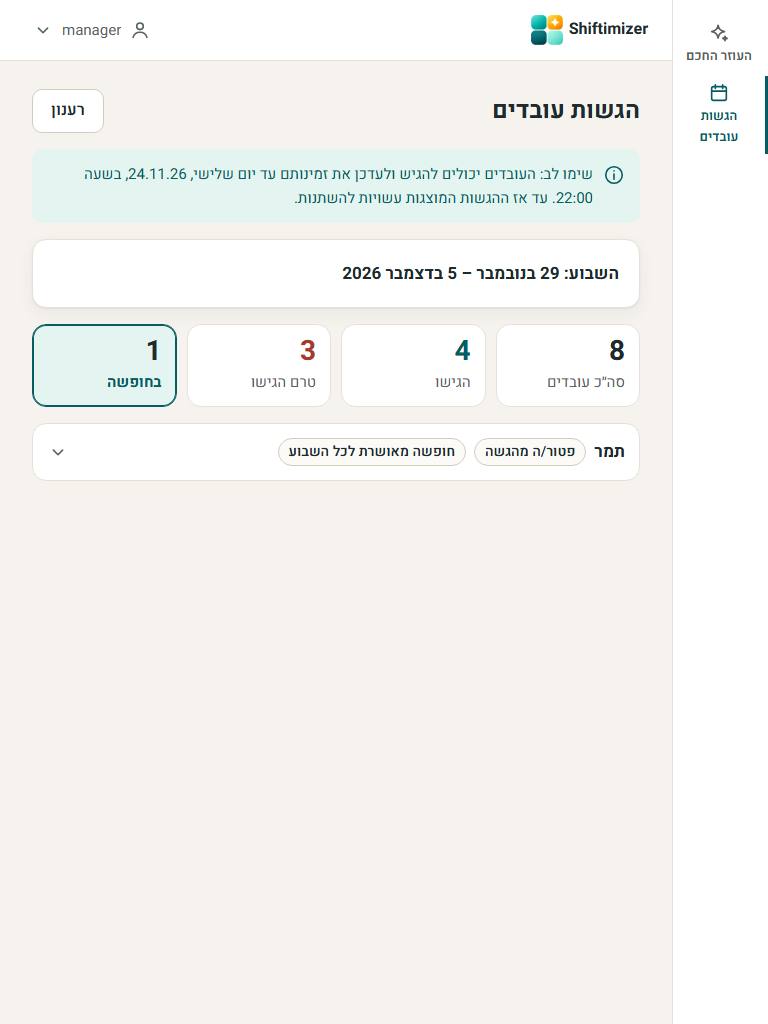 Shiftimizer
manager
העוזר החכם
הגשות
עובדים
הגשות עובדים
רענון
שימו לב: העובדים יכולים להגיש ולעדכן את זמינותם עד יום שלישי, 24.11.26, בשעה
22:00. עד אז ההגשות המוצגות עשויות להשתנות.
השבוע: 29 בנובמבר – 5 בדצמבר 2026
8
סה"כ עובדים
4
הגישו
3
טרם הגישו
1
בחופשה
תמר פטור/ה מהגשה חופשה מאושרת לכל השבוע